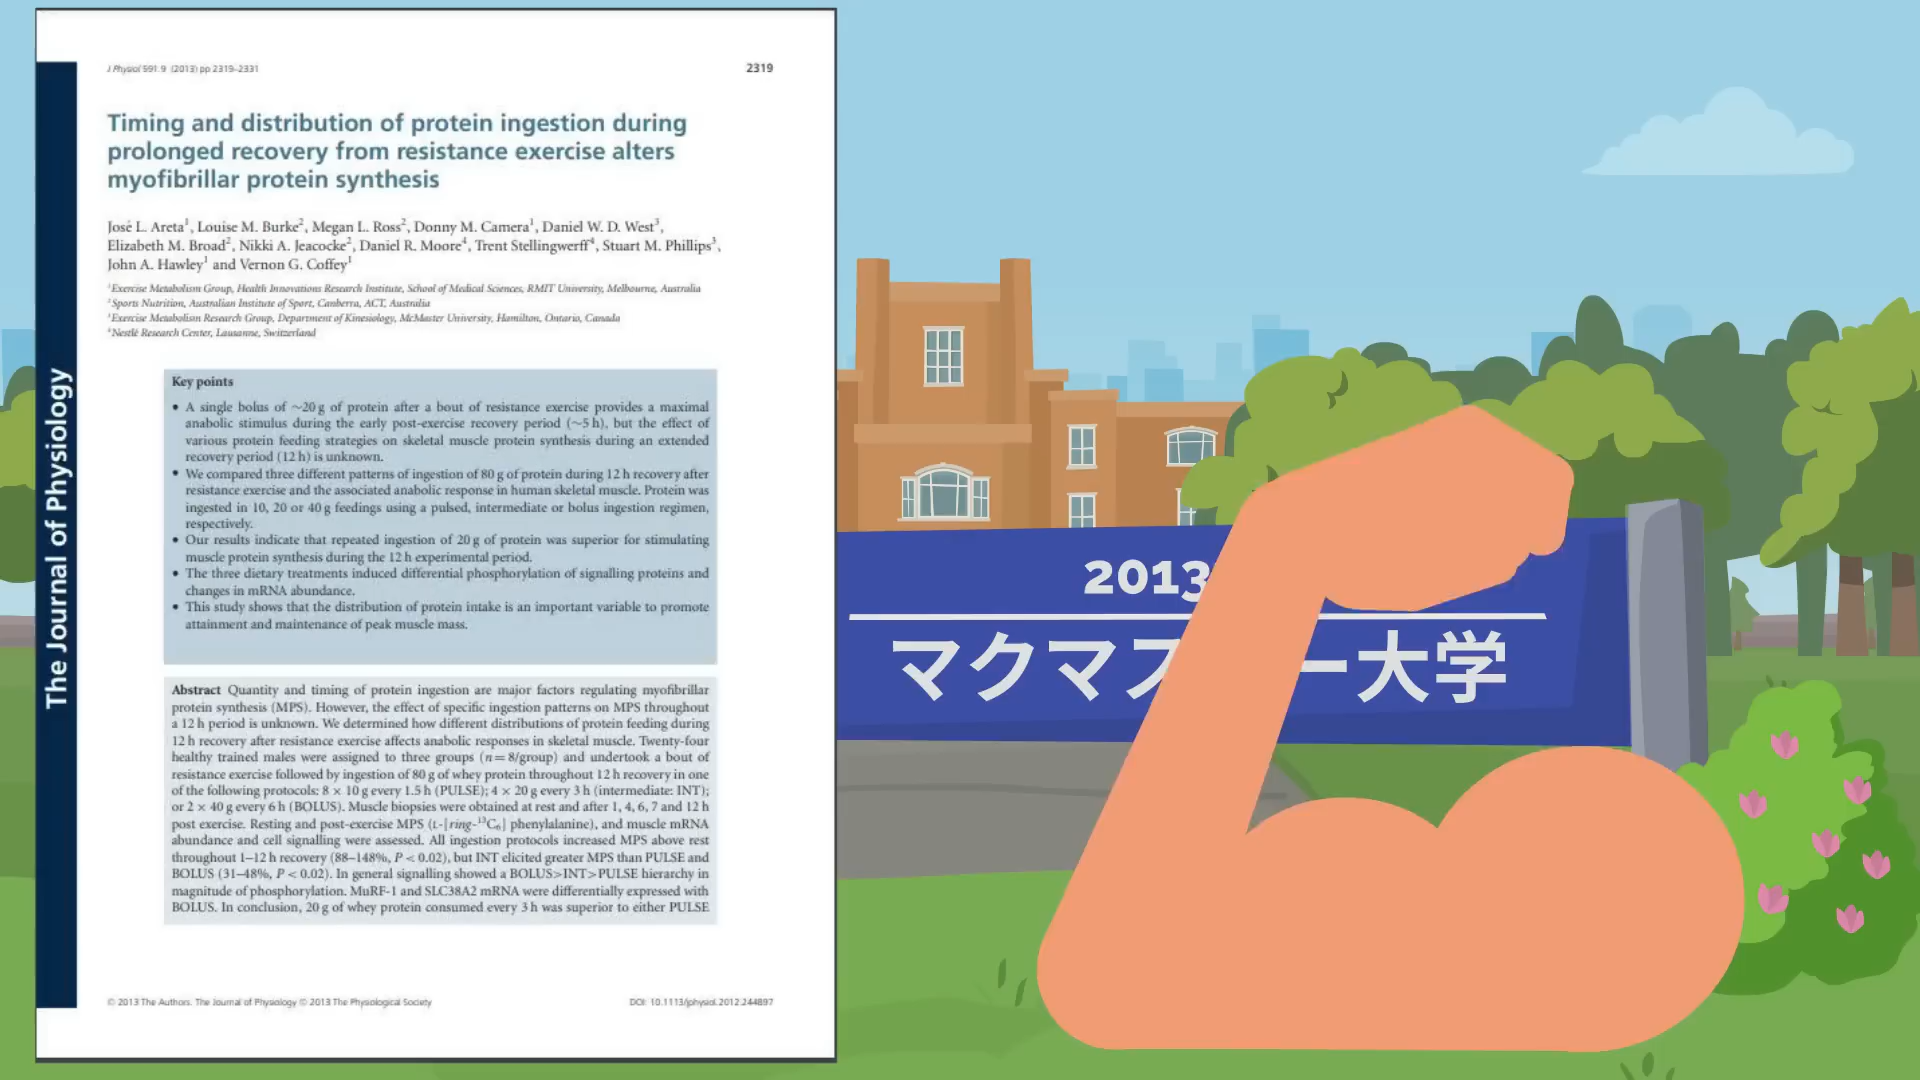 J Physiol 591.9 (2013) pp 2319–2331
2319
Timing and distribution of protein ingestion during
prolonged recovery from resistance exercise alters
myofibrillar protein synthesis
José L. Areta1, Louise M. Burke2, Megan L. Ross2, Donny M. Camera1, Daniel W. D. West3,
Elizabeth M. Broad2, Nikki A. Jeacocke2, Daniel R. Moore4, Trent Stellingwerff4, Stuart M. Phillips3,
John A. Hawley1 and Vernon G. Coffey1
1Exercise Metabolism Group, Health Innovations Research Institute, School of Medical Sciences, RMIT University, Melbourne, Australia
2Sports Nutrition, Australian Institute of Sport, Canberra, ACT, Australia
3Exercise Metabolism Research Group, Department of Kinesiology, McMaster University, Hamilton, Ontario, Canada
4Nestlé Research Center, Lausanne, Switzerland
The Journal of Physiology
Key points
• A single bolus of ∼20 g of protein after a bout of resistance exercise provides a maximal
anabolic stimulus during the early post-exercise recovery period (∼5 h), but the effect of
various protein feeding strategies on skeletal muscle protein synthesis during an extended
recovery period (12 h) is unknown.
• We compared three different patterns of ingestion of 80 g of protein during 12 h recovery after
resistance exercise and the associated anabolic response in human skeletal muscle. Protein was
ingested in 10, 20 or 40 g feedings using a pulsed, intermediate or bolus ingestion regimen,
respectively.
• Our results indicate that repeated ingestion of 20 g of protein was superior for stimulating
muscle protein synthesis during the 12 h experimental period.
• The three dietary treatments induced differential phosphorylation of signalling proteins and
changes in mRNA abundance.
• This study shows that the distribution of protein intake is an important variable to promote
attainment and maintenance of peak muscle mass.
Abstract Quantity and timing of protein ingestion are major factors regulating myofibrillar
protein synthesis (MPS). However, the effect of specific ingestion patterns on MPS throughout
a 12 h period is unknown. We determined how different distributions of protein feeding during
12 h recovery after resistance exercise affects anabolic responses in skeletal muscle. Twenty-four
healthy trained males were assigned to three groups (n = 8/group) and undertook a bout of
resistance exercise followed by ingestion of 80 g of whey protein throughout 12 h recovery in one
of the following protocols: 8 × 10 g every 1.5 h (PULSE); 4 × 20 g every 3 h (intermediate: INT);
or 2 × 40 g every 6 h (BOLUS). Muscle biopsies were obtained at rest and after 1, 4, 6, 7 and 12 h
post exercise. Resting and post-exercise MPS (L-[ring-13C6] phenylalanine), and muscle mRNA
abundance and cell signalling were assessed. All ingestion protocols increased MPS above rest
throughout 1–12 h recovery (88–148%, P < 0.02), but INT elicited greater MPS than PULSE and
BOLUS (31–48%, P < 0.02). In general signalling showed a BOLUS>INT>PULSE hierarchy in
magnitude of phosphorylation. MuRF-1 and SLC38A2 mRNA were differentially expressed with
BOLUS. In conclusion, 20 g of whey protein consumed every 3 h was superior to either PULSE
© 2013 The Authors. The Journal of Physiology © 2013 The Physiological Society
DOI: 10.1113/jphysiol.2012.244897
2013
マクマス ー大学